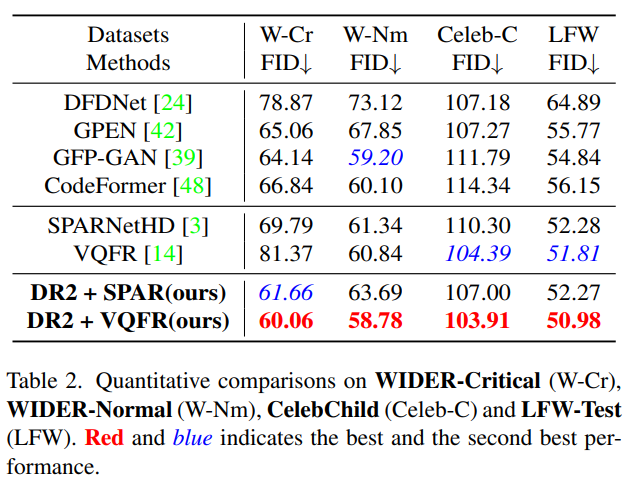 Datasets W-Cr W-Nm Celeb-C LFW
Methods FID↓ FID↓ FID↓ FID↓
DFDNet [24] 78.87 73.12 107.18 64.89
GPEN [42] 65.06 67.85 107.27 55.77
GFP-GAN [39] 64.14 59.20 111.79 54.84
CodeFormer [48] 66.84 60.10 114.34 56.15
SPARNetHD [3] 69.79 61.34 110.30 52.28
VQFR [14] 81.37 60.84 104.39 51.81
DR2 + SPAR(ours) 61.66 63.69 107.00 52.27
DR2 + VQFR(ours) 60.06 58.78 103.91 50.98
Table 2. Quantitative comparisons on WIDER-Critical (W-Cr),
WIDER-Normal (W-Nm), CelebChild (Celeb-C) and LFW-Test
(LFW). Red and blue indicates the best and the second best per-
formance.